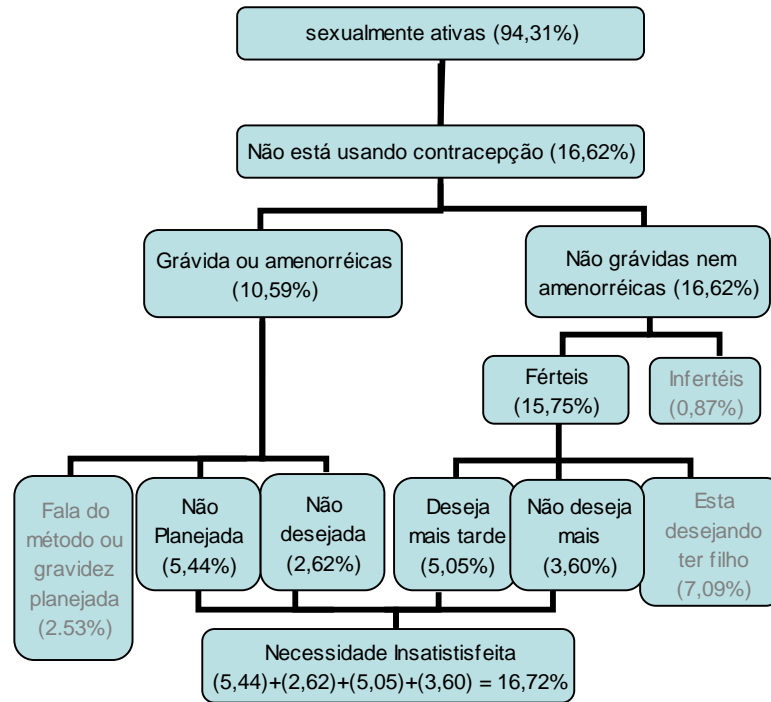 sexualmente ativas (94,31%)
Não está usando contracepção (16,62%)
Grávida ou amenorréicas
(10,59%)
Não grávidas nem
amenorréicas (16,62%)
Férteis
(15,75%)
Infertéis
(0,87%)
Fala do
método ou
gravidez
planejada
(2.53%)
Não
Planejada
(5,44%)
Não
desejada
(2,62%)
Deseja
mais tarde
(5,05%)
Não deseja
mais
(3,60%)
Esta
desejando
ter filho
(7,09%)
Necessidade Insatistisfeita
(5,44)+(2,62)+(5,05)+(3,60) = 16,72%